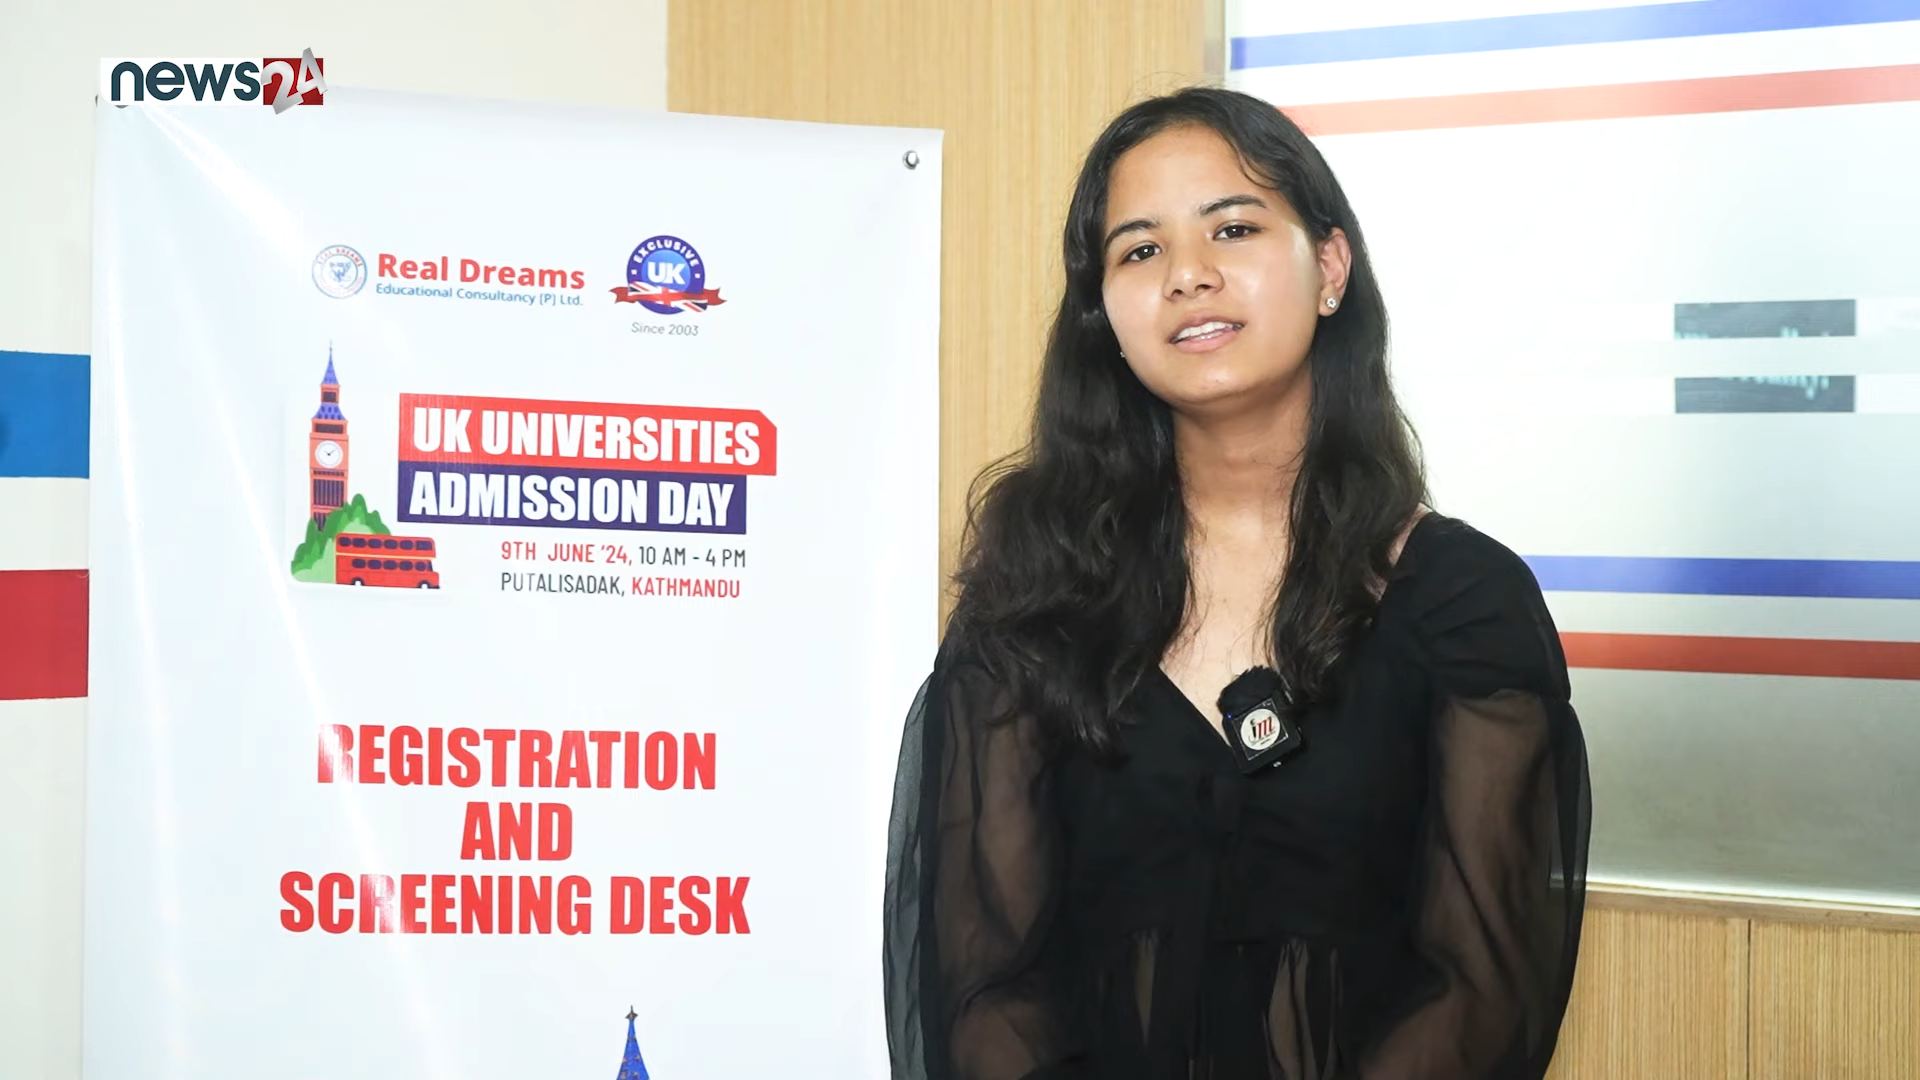 news24
Real Dreams
Educational Consultancy (P) Ltd.
EXCLUSIVE
UK
Since 2003
UK UNIVERSITIES
ADMISSION DAY
9TH JUNE '24, 10 AM - 4 PM
PUTALISADAK, KATHMANDU
REGISTRATION
AND
SCREENING DESK